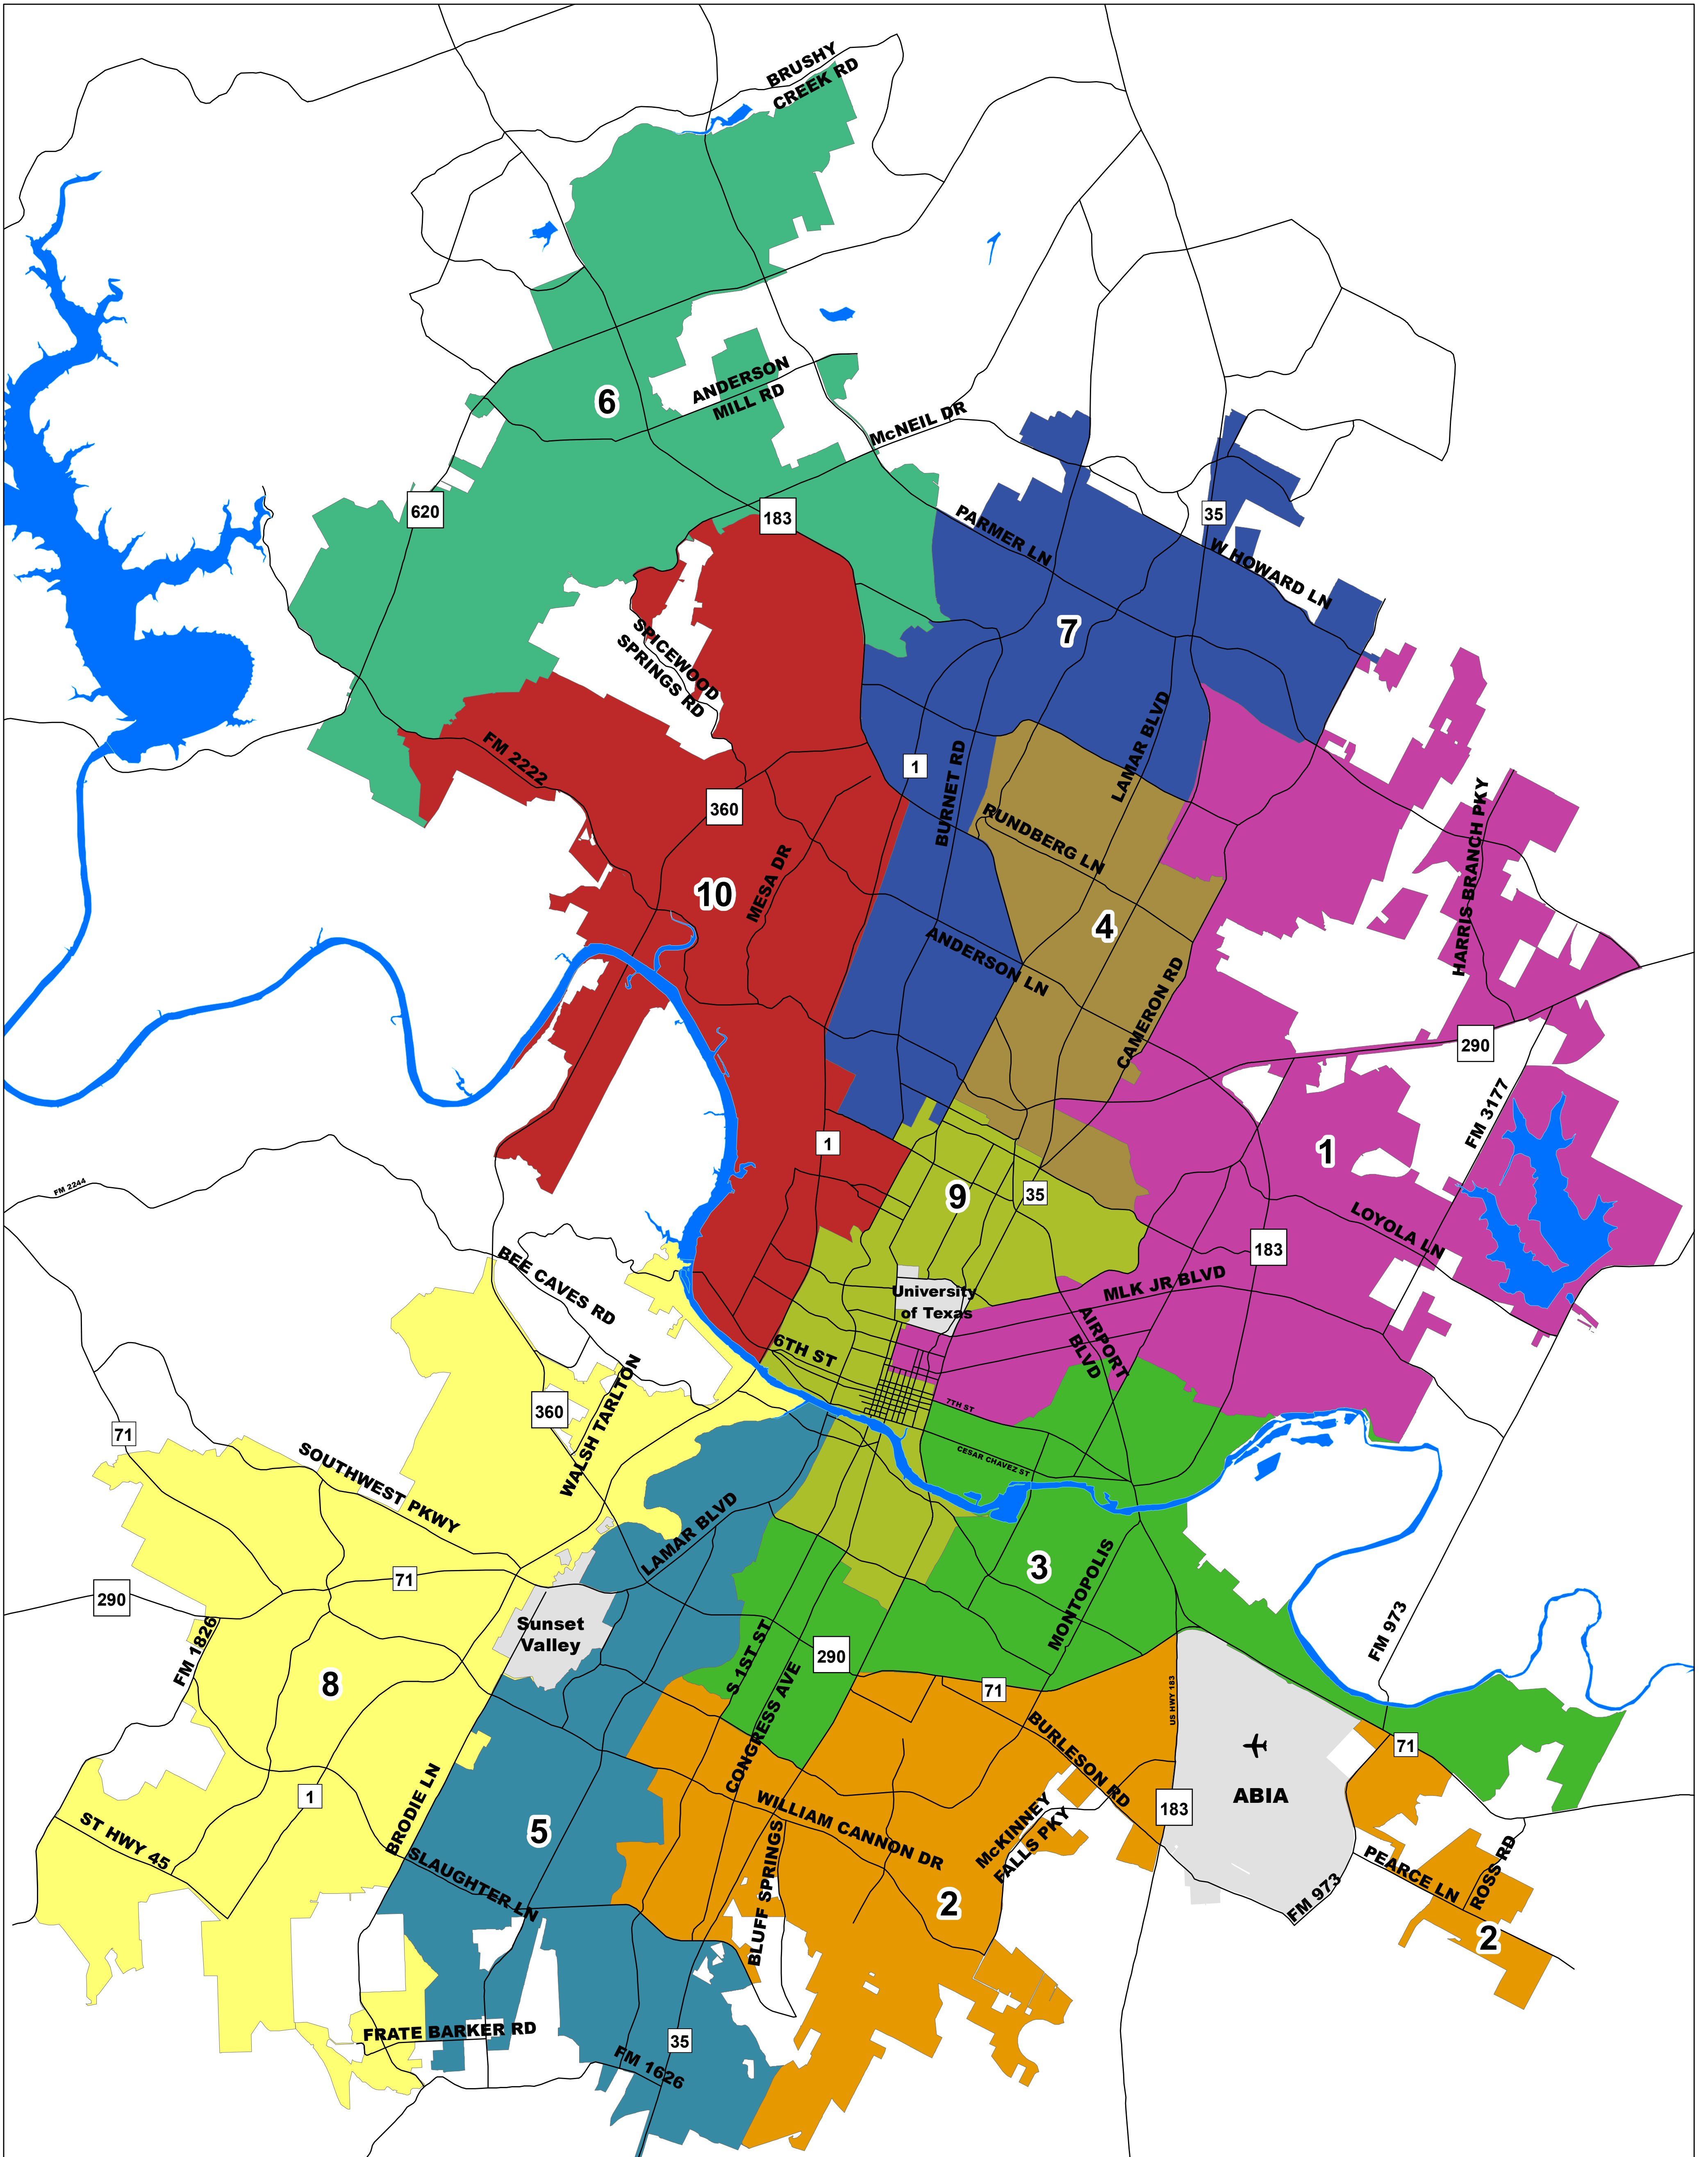 BRUSHY
CREEK RD
ANDERSON
MILL RD
6
McNEIL DR
620
183
35
PARMER LN
W HOWARD LN
7
SPICEWOOD
SPRINGS RD
FM 2222
LAMAR BLVD
1
BURNET RD
360
RUNDBERG LN
HARRIS BRANCH PKY
MESA DR
10
4
ANDERSON LN
CAMERON RD
290
FM 3177
1
1
FM 2244
9
35
LOYOLA LN
183
BEE CAVES RD
MLK JR BLVD
University
of Texas
AIRPORT
BLVD
6TH ST
WALSH TARLTON
360
7TH ST
71
SOUTHWEST PKWY
CESAR CHAVEZ ST
LAMAR BLVD
3
MONTOPOLIS
71
290
Sunset
Valley
FM 1826
FM 973
S 1ST ST
290
8
71
US HWY 183
CONGRESS AVE
BURLESON RD
71
1
BRODIE LN
ABIA
183
WILLIAM CANNON DR
ST HWY 45
5
McKINNEY
FALLS PKY
SLAUGHTER LN
BLUFF SPRINGS
PEARCE LN
ROSS RD
2
FM 973
2
FRATE BARKER RD
35
FM 1626